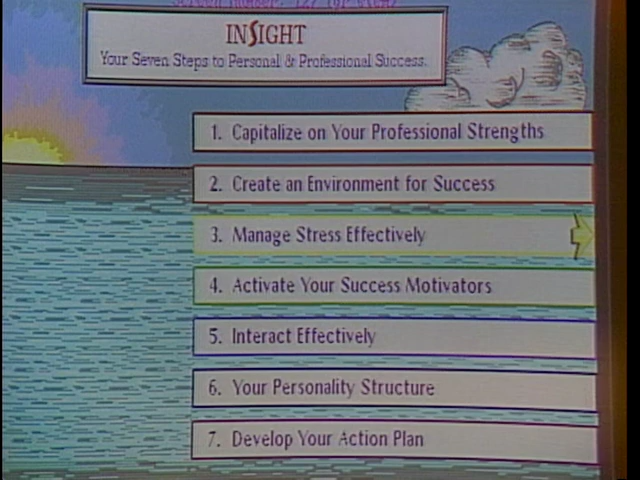 INSIGHT
Your Seven Steps to Personal & Professional Success.
1. Capitalize on Your Professional Strengths
2. Create an Environment for Success
3. Manage Stress Effectively
4. Activate Your Success Motivators
5. Interact Effectively
6. Your Personality Structure
7. Develop Your Action Plan